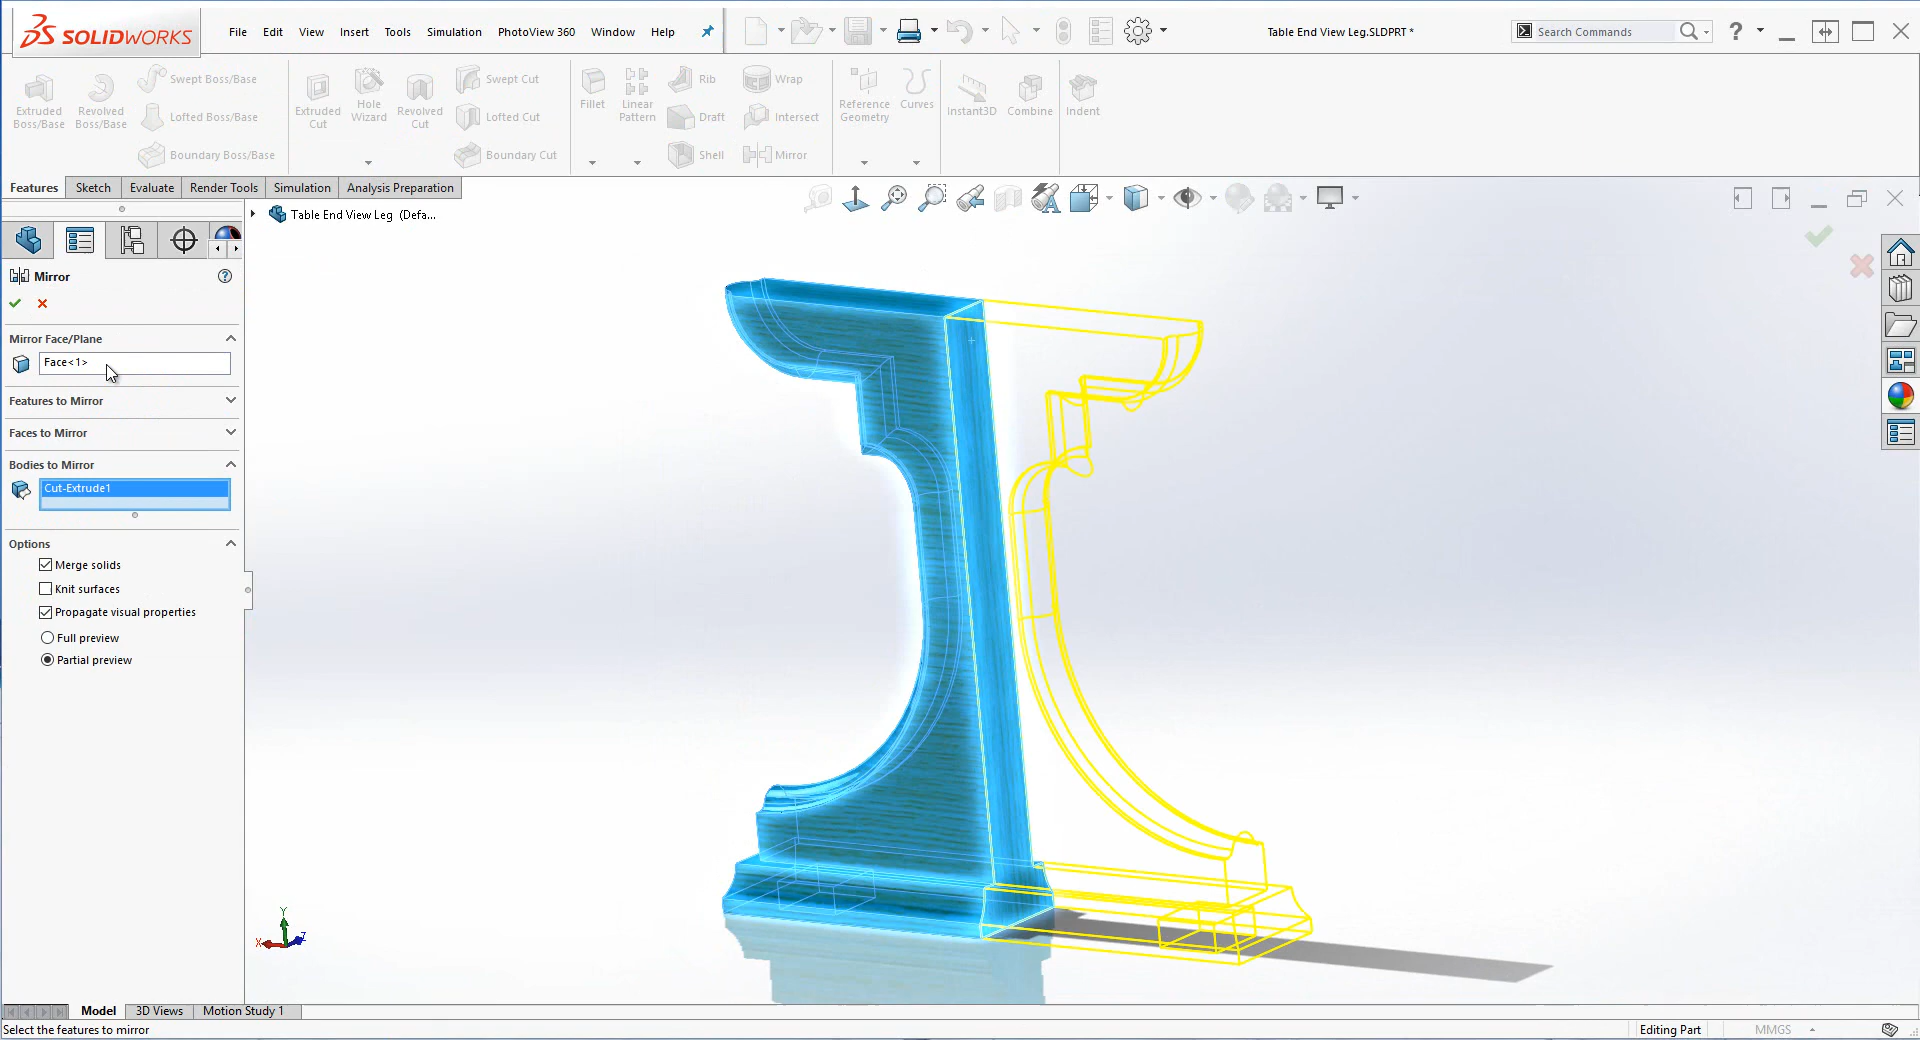 SOLIDWORKS
File Edit View Insert Tools Simulation PhotoView 360 Window Help
Table End View Leg.SLDPRT *
Search Commands
Extruded Boss/Base
Revolved Boss/Base
Swept Boss/Base
Lofted Boss/Base
Boundary Boss/Base
Extruded Cut
Hole Wizard
Revolved Cut
Swept Cut
Lofted Cut
Boundary Cut
Fillet
Linear Pattern
Rib
Draft
Shell
Wrap
Intersect
Mirror
Reference Geometry
Curves
Instant3D
Combine
Indent
Features Sketch Evaluate Render Tools Simulation Analysis Preparation
Table End View Leg (Defa...
Mirror
Mirror Face/Plane
Face<1>
Features to Mirror
Faces to Mirror
Bodies to Mirror
Cut-Extrude1
Options
Merge solids
Knit surfaces
Propagate visual properties
Full preview
Partial preview
Y
X
Z
Model 3D Views Motion Study 1
Select the features to mirror
Editing Part
MMGS